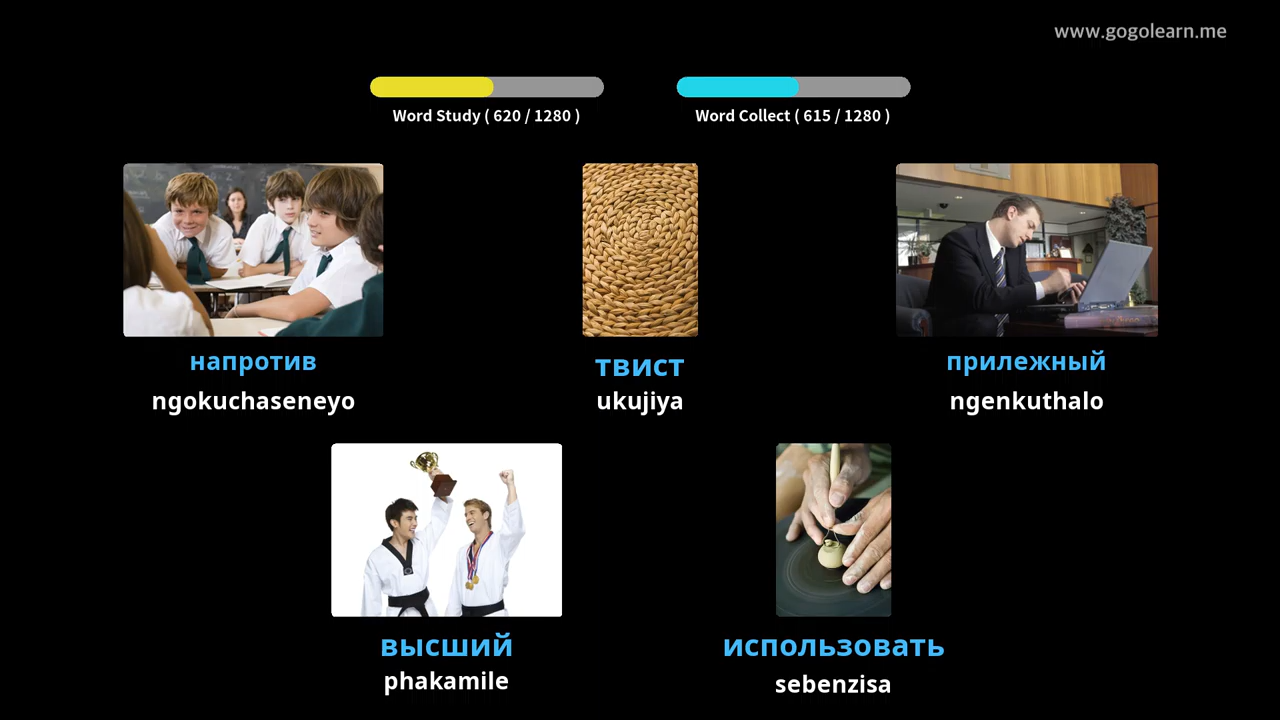 www.gogolearn.me
Word Study ( 620 / 1280 )
Word Collect ( 615 / 1280 )
напротив
ngokuchaseneyo
твист
ukujiya
прилежный
ngenkuthalo
высший
phakamile
использовать
sebenzisa